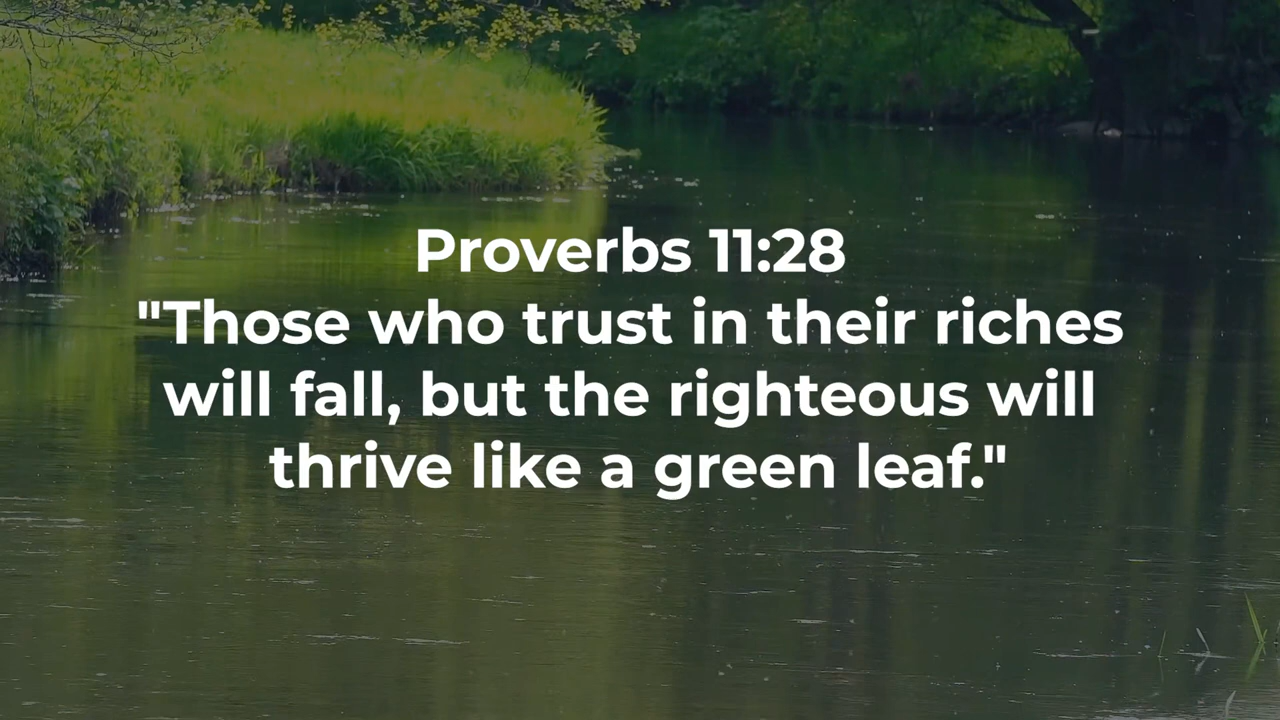 Proverbs 11:28
"Those who trust in their riches
will fall, but the righteous will
thrive like a green leaf."